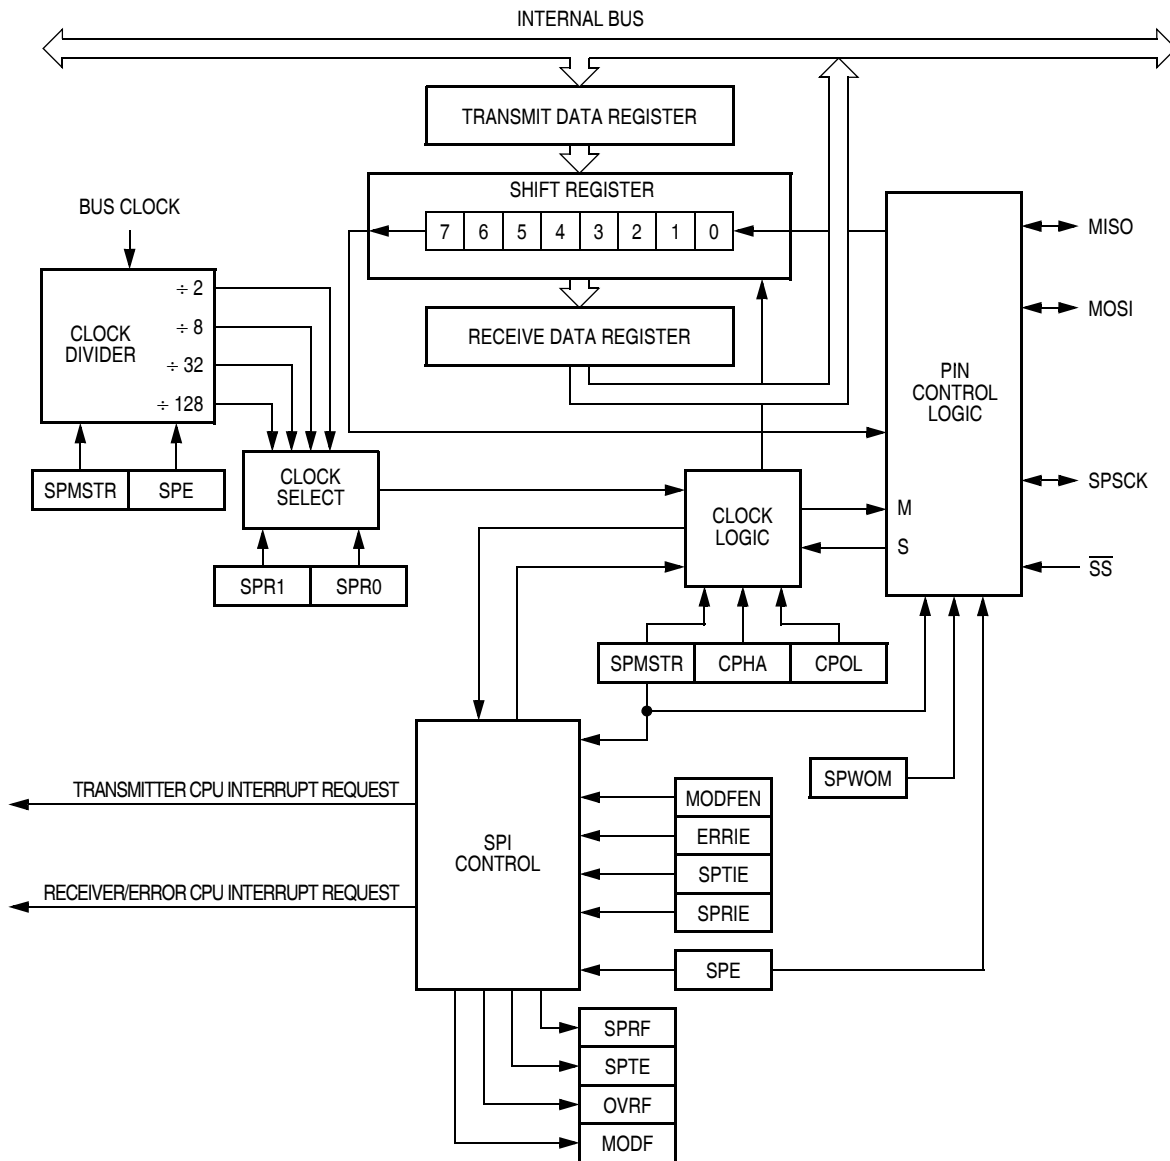 INTERNAL BUS
TRANSMIT DATA REGISTER
SHIFT REGISTER
7 6 5 4 3 2 1 0
RECEIVE DATA REGISTER
BUS CLOCK
CLOCK
DIVIDER
÷ 2
÷ 8
÷ 32
÷ 128
SPMSTR SPE
CLOCK
SELECT
SPR1 SPR0
CLOCK
LOGIC
SPMSTR CPHA CPOL
PIN
CONTROL
LOGIC
M
S
MISO
MOSI
SPSCK
SS
SPWOM
TRANSMITTER CPU INTERRUPT REQUEST
RECEIVER/ERROR CPU INTERRUPT REQUEST
SPI
CONTROL
MODFEN
ERRIE
SPTIE
SPRIE
SPE
SPRF
SPTE
OVRF
MODF